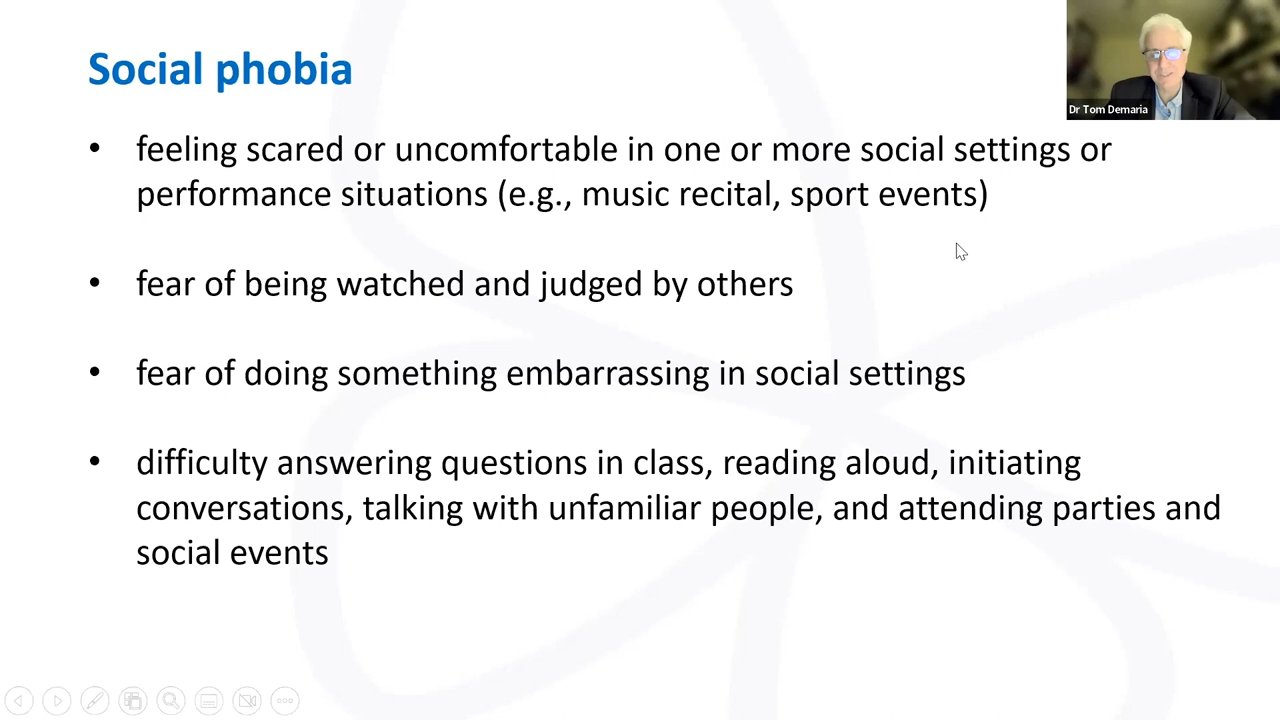 Social phobia
Dr Tom Demaria
• feeling scared or uncomfortable in one or more social settings or
performance situations (e.g., music recital, sport events)
• fear of being watched and judged by others
• fear of doing something embarrassing in social settings
• difficulty answering questions in class, reading aloud, initiating
conversations, talking with unfamiliar people, and attending parties and
social events